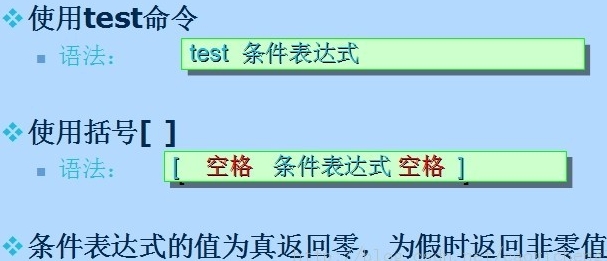 使用test命令
语法:
test 条件表达式
使用括号[ ]
语法:
[ 空格 条件表达式 空格 ]
条件表达式的值为真返回零，为假时返回非零值